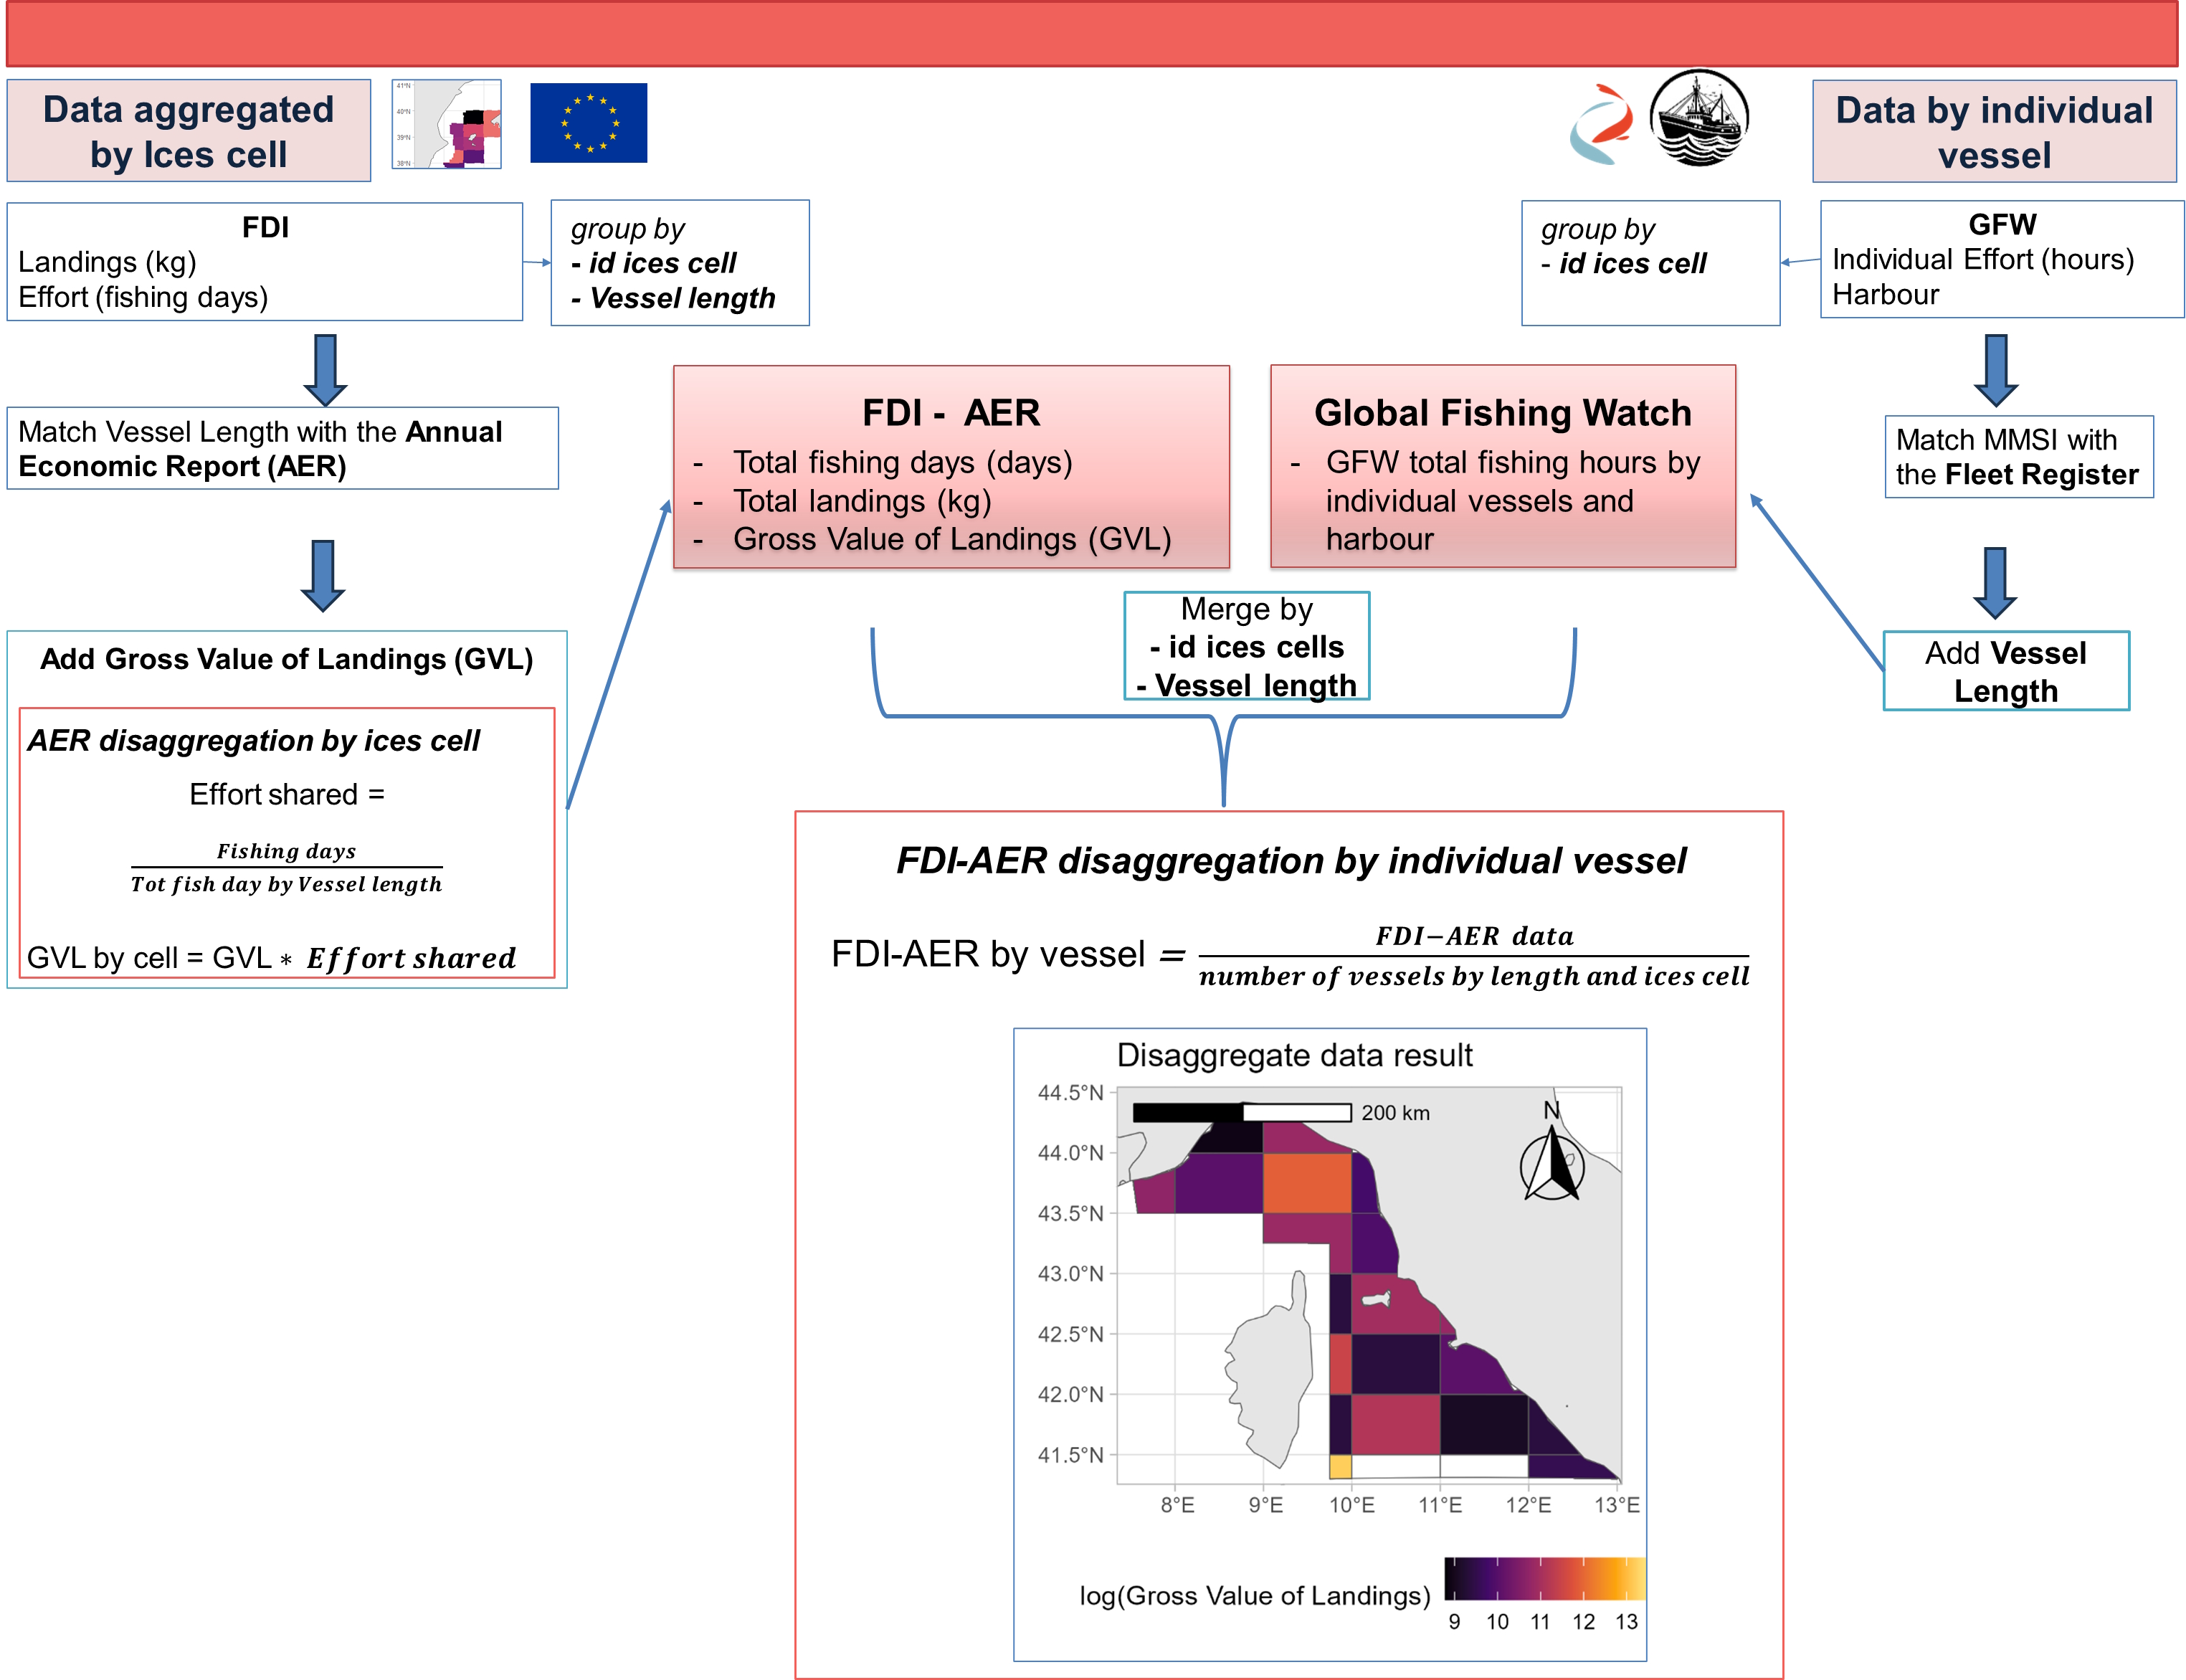 Data aggregated
by Ices cell
41°N
40°N
39°N
38°N
Data by individual
vessel
FDI
Landings (kg)
Effort (fishing days)
group by
- id ices cell
- Vessel length
group by
- id ices cell
GFW
Individual Effort (hours)
Harbour
Match Vessel Length with the Annual
Economic Report (AER)
FDI - AER
- Total fishing days (days)
- Total landings (kg)
- Gross Value of Landings (GVL)
Global Fishing Watch
- GFW total fishing hours by
individual vessels and
harbour
Match MMSI with
the Fleet Register
Merge by
- id ices cells
- Vessel length
Add Vessel
Length
Add Gross Value of Landings (GVL)
AER disaggregation by ices cell
Effort shared =
Fishing days
Tot fish day by Vessel length
GVL by cell = GVL * Effort shared
FDI-AER disaggregation by individual vessel
FDI-AER by vessel = FDI−AER data
number of vessels by length and ices cell
Disaggregate data result
44.5°N
200 km
N
44.0°N
43.5°N
43.0°N
42.5°N
42.0°N
41.5°N
8°E 9°E 10°E 11°E 12°E 13°E
log(Gross Value of Landings)
9 10 11 12 13